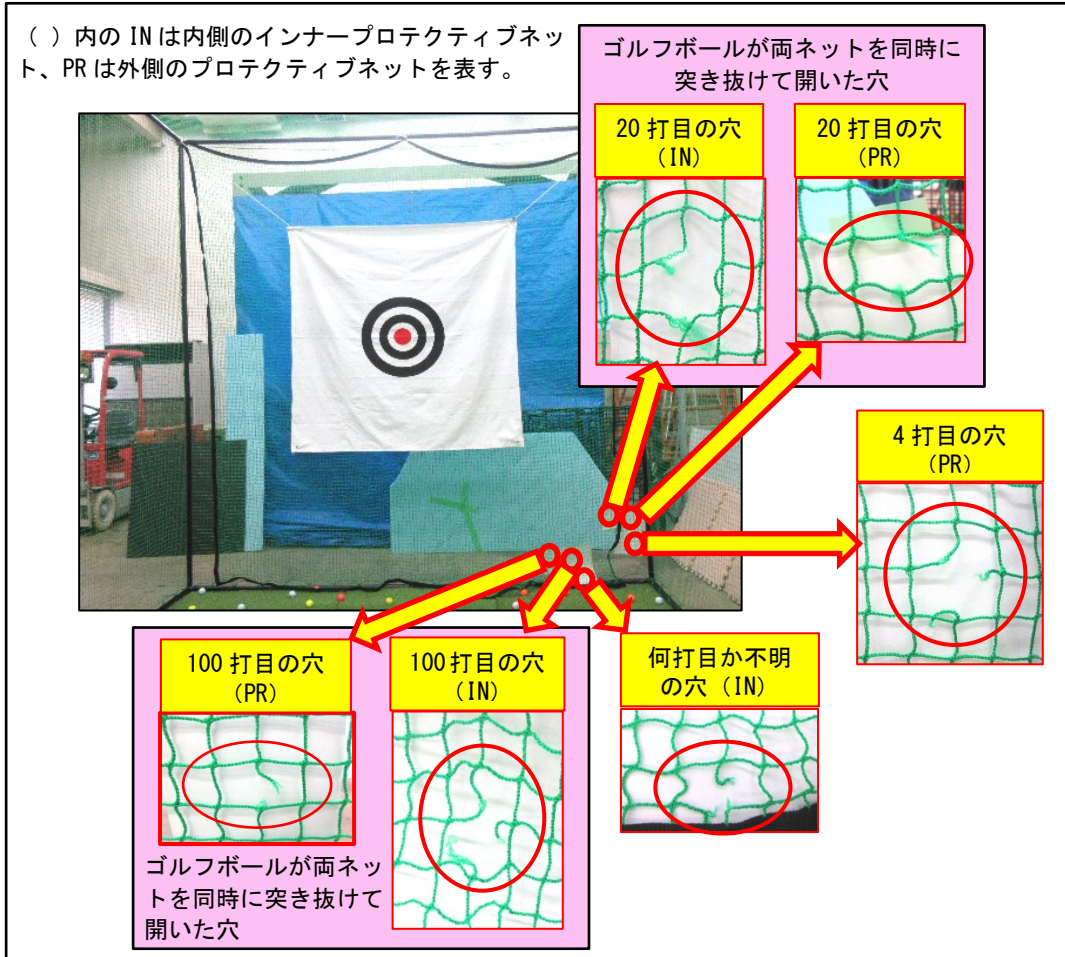 （ ）内の IN は内側のインナープロテクティブネッ
ト、PR は外側のプロテクティブネットを表す。
ゴルフボールが両ネットを同時に
突き抜けて開いた穴
20 打目の穴
（IN）
20 打目の穴
（PR）
4 打目の穴
（PR）
100 打目の穴
（PR）
100 打目の穴
（IN）
何打目か不明
の穴（IN）
ゴルフボールが両ネッ
トを同時に突き抜けて
開いた穴